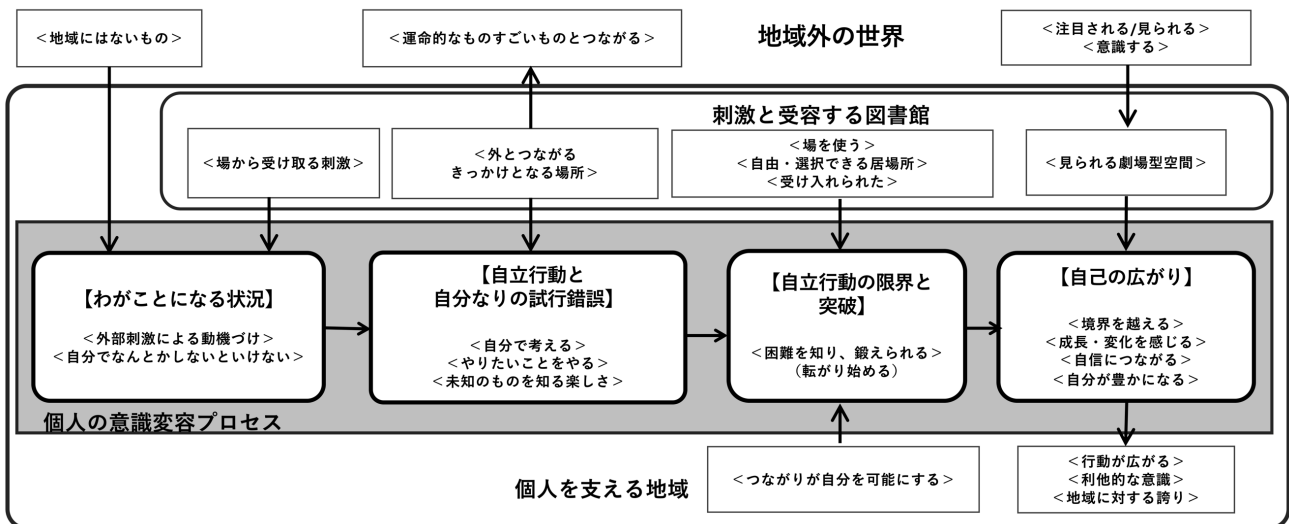 ＜地域にはないもの＞
＜運命的なものすごいものとつながる＞
地域外の世界
＜注目される/見られる＞
＜意識する＞
刺激と受容する図書館
＜場から受け取る刺激＞
＜外とつながる
きっかけとなる場所＞
＜場を使う＞
＜自由・選択できる居場所＞
＜受け入れられた＞
＜見られる劇場型空間＞
【わがことになる状況】
＜外部刺激による動機づけ＞
＜自分でなんとかしないといけない＞
【自立行動と
自分なりの試行錯誤】
＜自分で考える＞
＜やりたいことをやる＞
＜未知のものを知る楽しさ＞
【自立行動の限界と
突破】
＜困難を知り、鍛えられる＞
（転がり始める）
【自己の広がり】
＜境界を越える＞
＜成長・変化を感じる＞
＜自信につながる＞
＜自分が豊かになる＞
個人の意識変容プロセス
個人を支える地域
＜つながりが自分を可能にする＞
＜行動が広がる＞
＜利他的な意識＞
＜地域に対する誇り＞